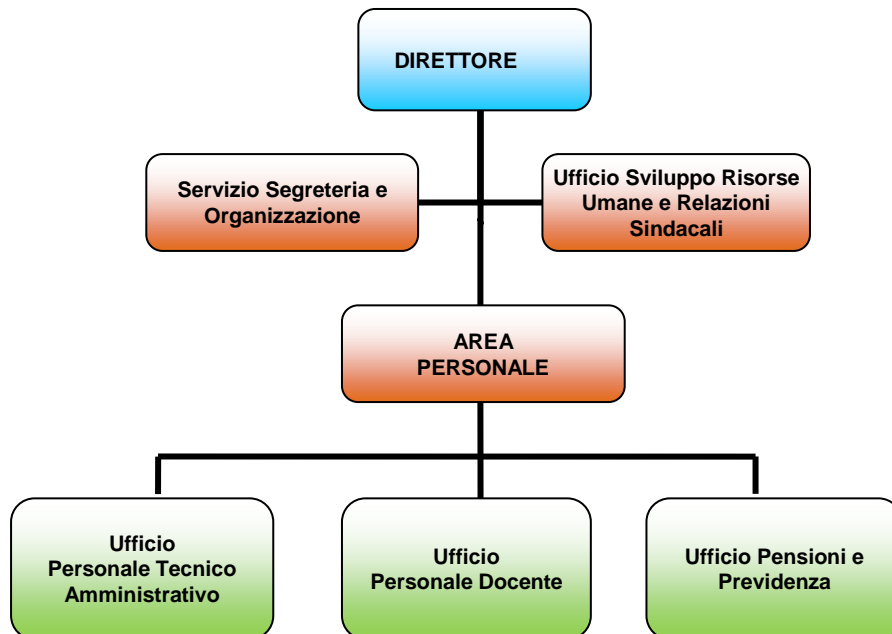 DIRETTORE
Servizio Segreteria e
Organizzazione
Ufficio Sviluppo Risorse
Umane e Relazioni
Sindacali
AREA
PERSONALE
Ufficio
Personale Tecnico
Amministrativo
Ufficio
Personale Docente
Ufficio Pensioni e
Previdenza